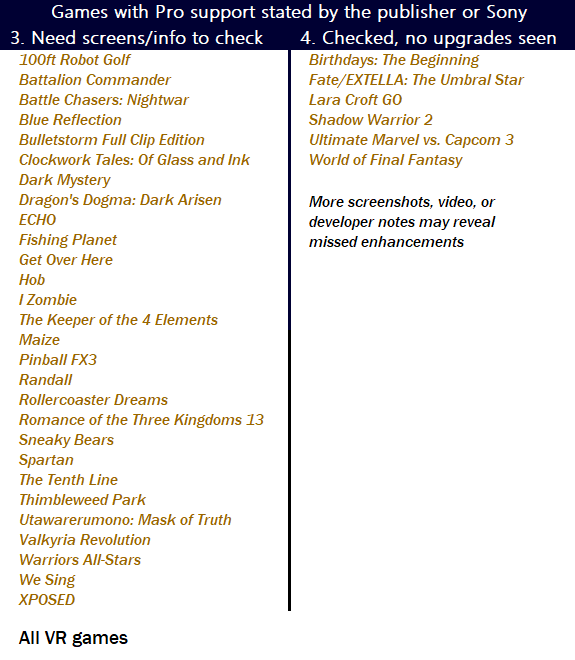 Games with Pro support stated by the publisher or Sony
3. Need screens/info to check
4. Checked, no upgrades seen
100ft Robot Golf
Battalion Commander
Battle Chasers: Nightwar
Blue Reflection
Bulletstorm Full Clip Edition
Clockwork Tales: Of Glass and Ink
Dark Mystery
Dragon's Dogma: Dark Arisen
ECHO
Fishing Planet
Get Over Here
Hob
I Zombie
The Keeper of the 4 Elements
Maize
Pinball FX3
Randall
Rollercoaster Dreams
Romance of the Three Kingdoms 13
Sneaky Bears
Spartan
The Tenth Line
Thimbleweed Park
Utawarerumono: Mask of Truth
Valkyria Revolution
Warriors All-Stars
We Sing
XPOSED
All VR games
Birthdays: The Beginning
Fate/EXTELLA: The Umbral Star
Lara Croft GO
Shadow Warrior 2
Ultimate Marvel vs. Capcom 3
World of Final Fantasy
More screenshots, video, or
developer notes may reveal
missed enhancements